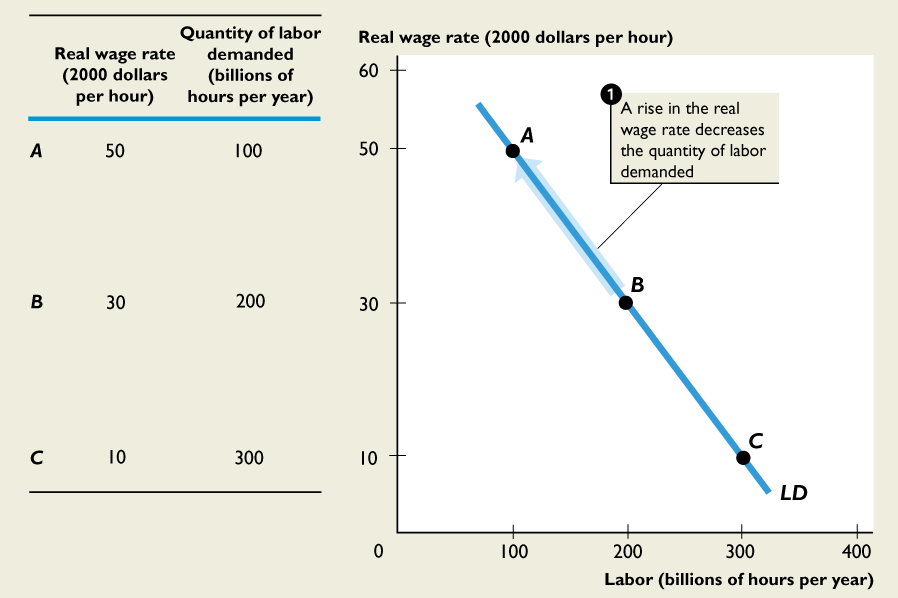 Quantity of labor
Real wage rate demanded
(2000 dollars (billions of
per hour) hours per year)
A 50 100
B 30 200
C 10 300
Real wage rate (2000 dollars per hour)
60
50
30
10
0
100 200 300 400
Labor (billions of hours per year)
1
A rise in the real
wage rate decreases
the quantity of labor
demanded
A
B
C
LD